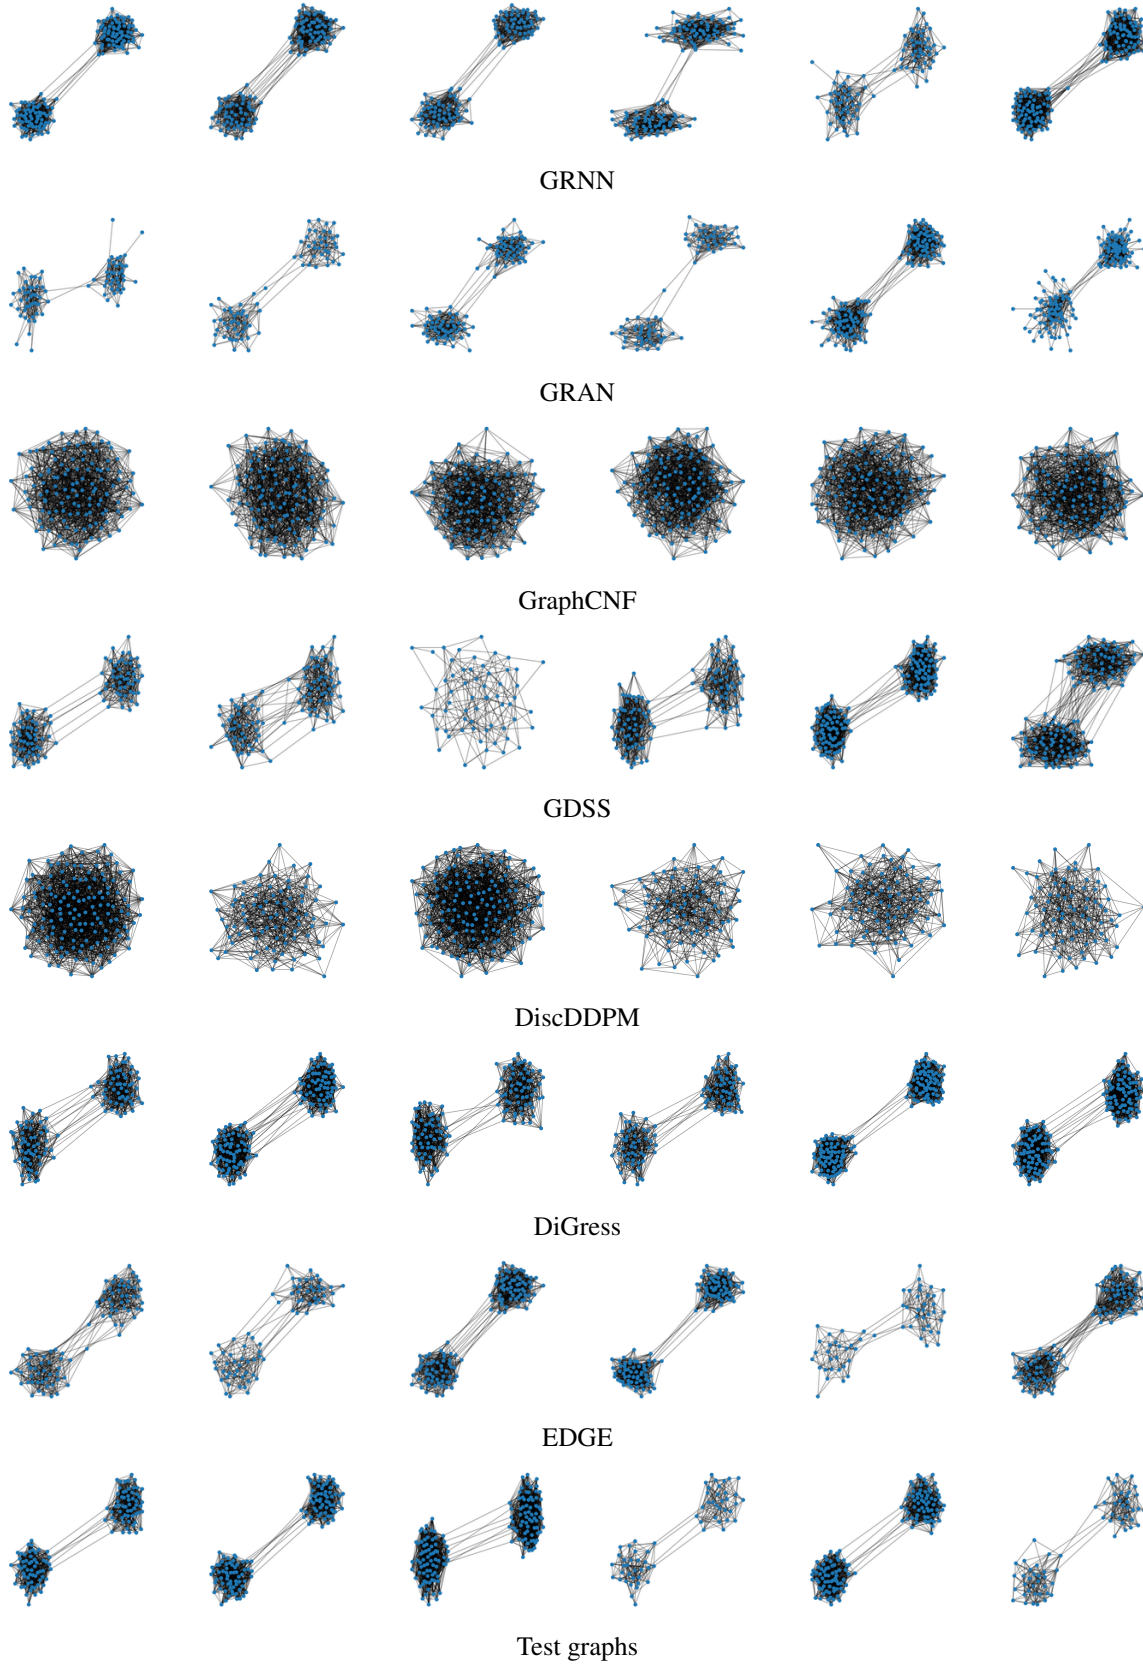 GRNN
GRAN
GraphCNF
GDSS
DiscDDPM
DiGress
EDGE
Test graphs